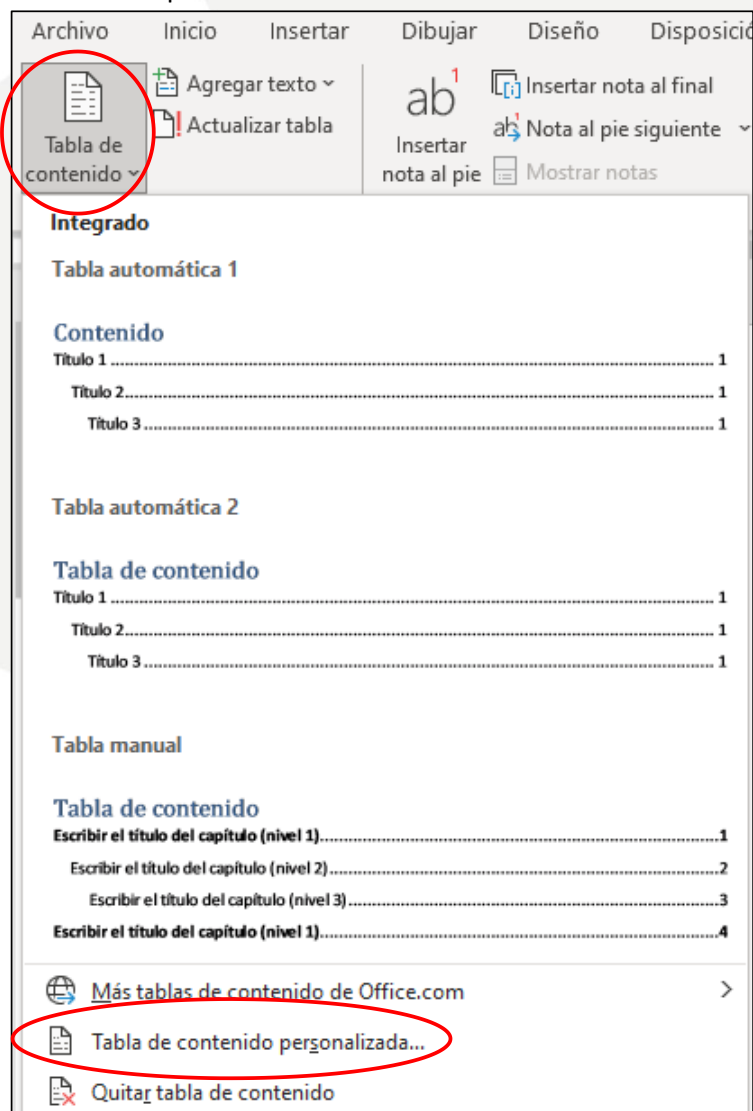 Archivo Inicio Insertar Dibujar Diseño Disposició
Agregar texto
Actualizar tabla
Tabla de
contenido
ab1
Insertar
nota al pie
Insertar nota al final
ab Nota al pie siguiente
Mostrar notas
Integrado
Tabla automática 1
Contenido
Título 1 ........ 1
Título 2 ........ 1
Título 3 ........ 1
Tabla automática 2
Tabla de contenido
Título 1 ........ 1
Título 2 ........ 1
Título 3 ........ 1
Tabla manual
Tabla de contenido
Escribir el título del capítulo (nivel 1) ........ 1
Escribir el título del capítulo (nivel 2) ........ 2
Escribir el título del capítulo (nivel 3) ........ 3
Escribir el título del capítulo (nivel 1) ........ 4
Más tablas de contenido de Office.com
Tabla de contenido personalizada...
Quitar tabla de contenido